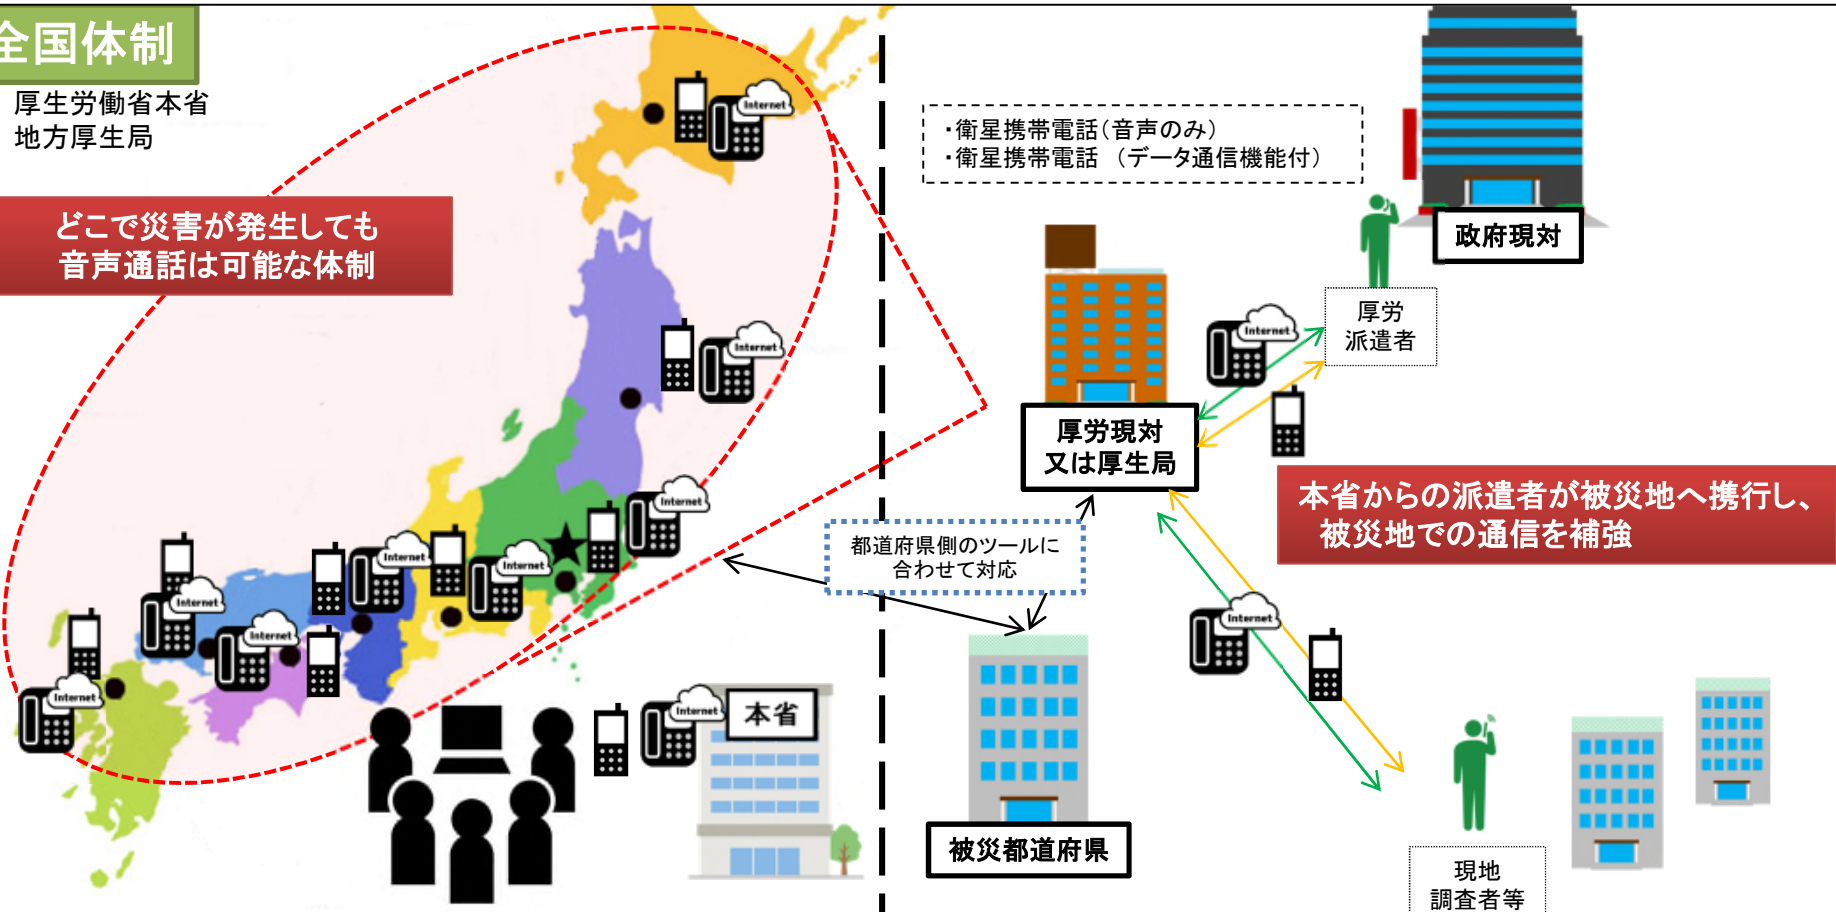 全国体制
厚生労働省本省
地方厚生局
どこで災害が発生しても
音声通話は可能な体制
Internet
Internet
Internet
Internet
Internet
Internet
Internet
Internet
Internet
本省
・衛星携帯電話(音声のみ)
・衛星携帯電話 (データ通信機能付)
政府現対
厚労
派遣者
Internet
厚労現対
又は厚生局
本省からの派遣者が被災地へ携行し、
被災地での通信を補強
都道府県側のツールに
合わせて対応
Internet
被災都道府県
現地
調査者等